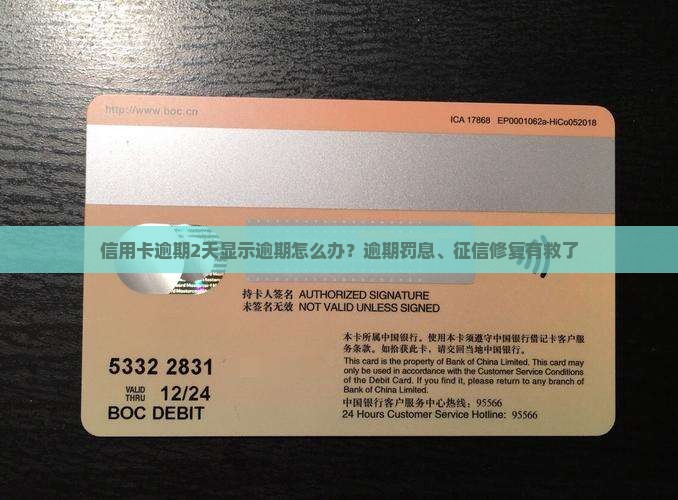 http://www.boc.cn
ICA 17868 EP0001062a-HiCo052018
信用卡逾期2天显示逾期怎么办？逾期罚息、征信修复有救了
持卡人签名 AUTHORIZED SIGNATURE
未签名无效 NOT VALID UNLESS SIGNED
本卡所属中国银行。使用本卡须遵守中国银行借记卡客户服
务条款。如拾获此卡，请交回当地中国银行。
This card is the property of Bank of China Limited. This card may
only be used in accordance with the Customer Service Conditions
of the Debit Card. If you find it, please return to any branch of
Bank of China Limited.
中国银行客户服务中心热线：95566
24 Hours Customer Service Hotline: 95566
5332 2831
VALID
THRU 12/24
BOC DEBIT